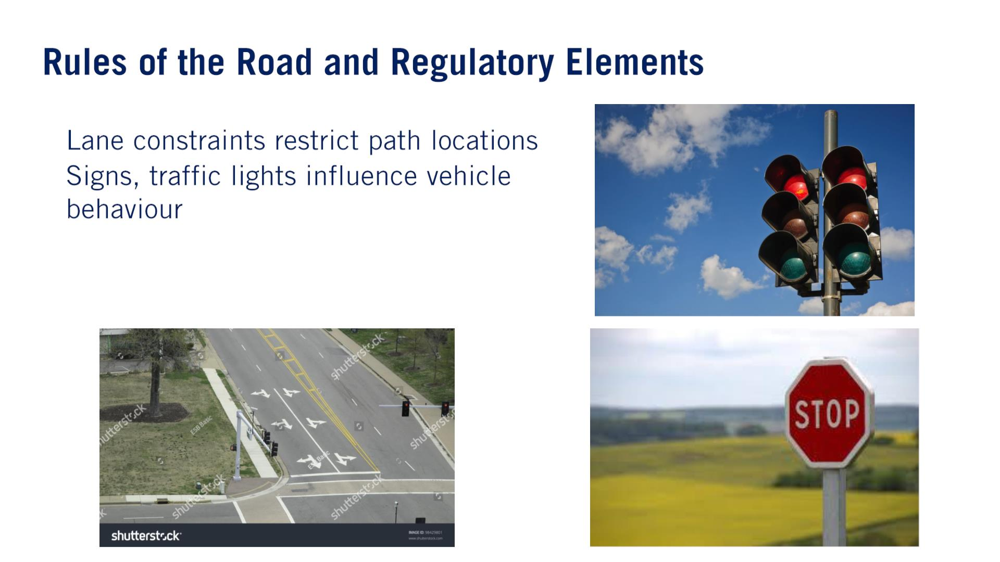 Rules of the Road and Regulatory Elements
Lane constraints restrict path locations
Signs, traffic lights influence vehicle
behaviour
shutterstock
shutterstock
shutterstock
ESB Basic
shutterstock
ESB Basic
shutterstock
shutterstock
STOP
shutterstock
IMAGE ID: 98429801
www.shutterstock.com